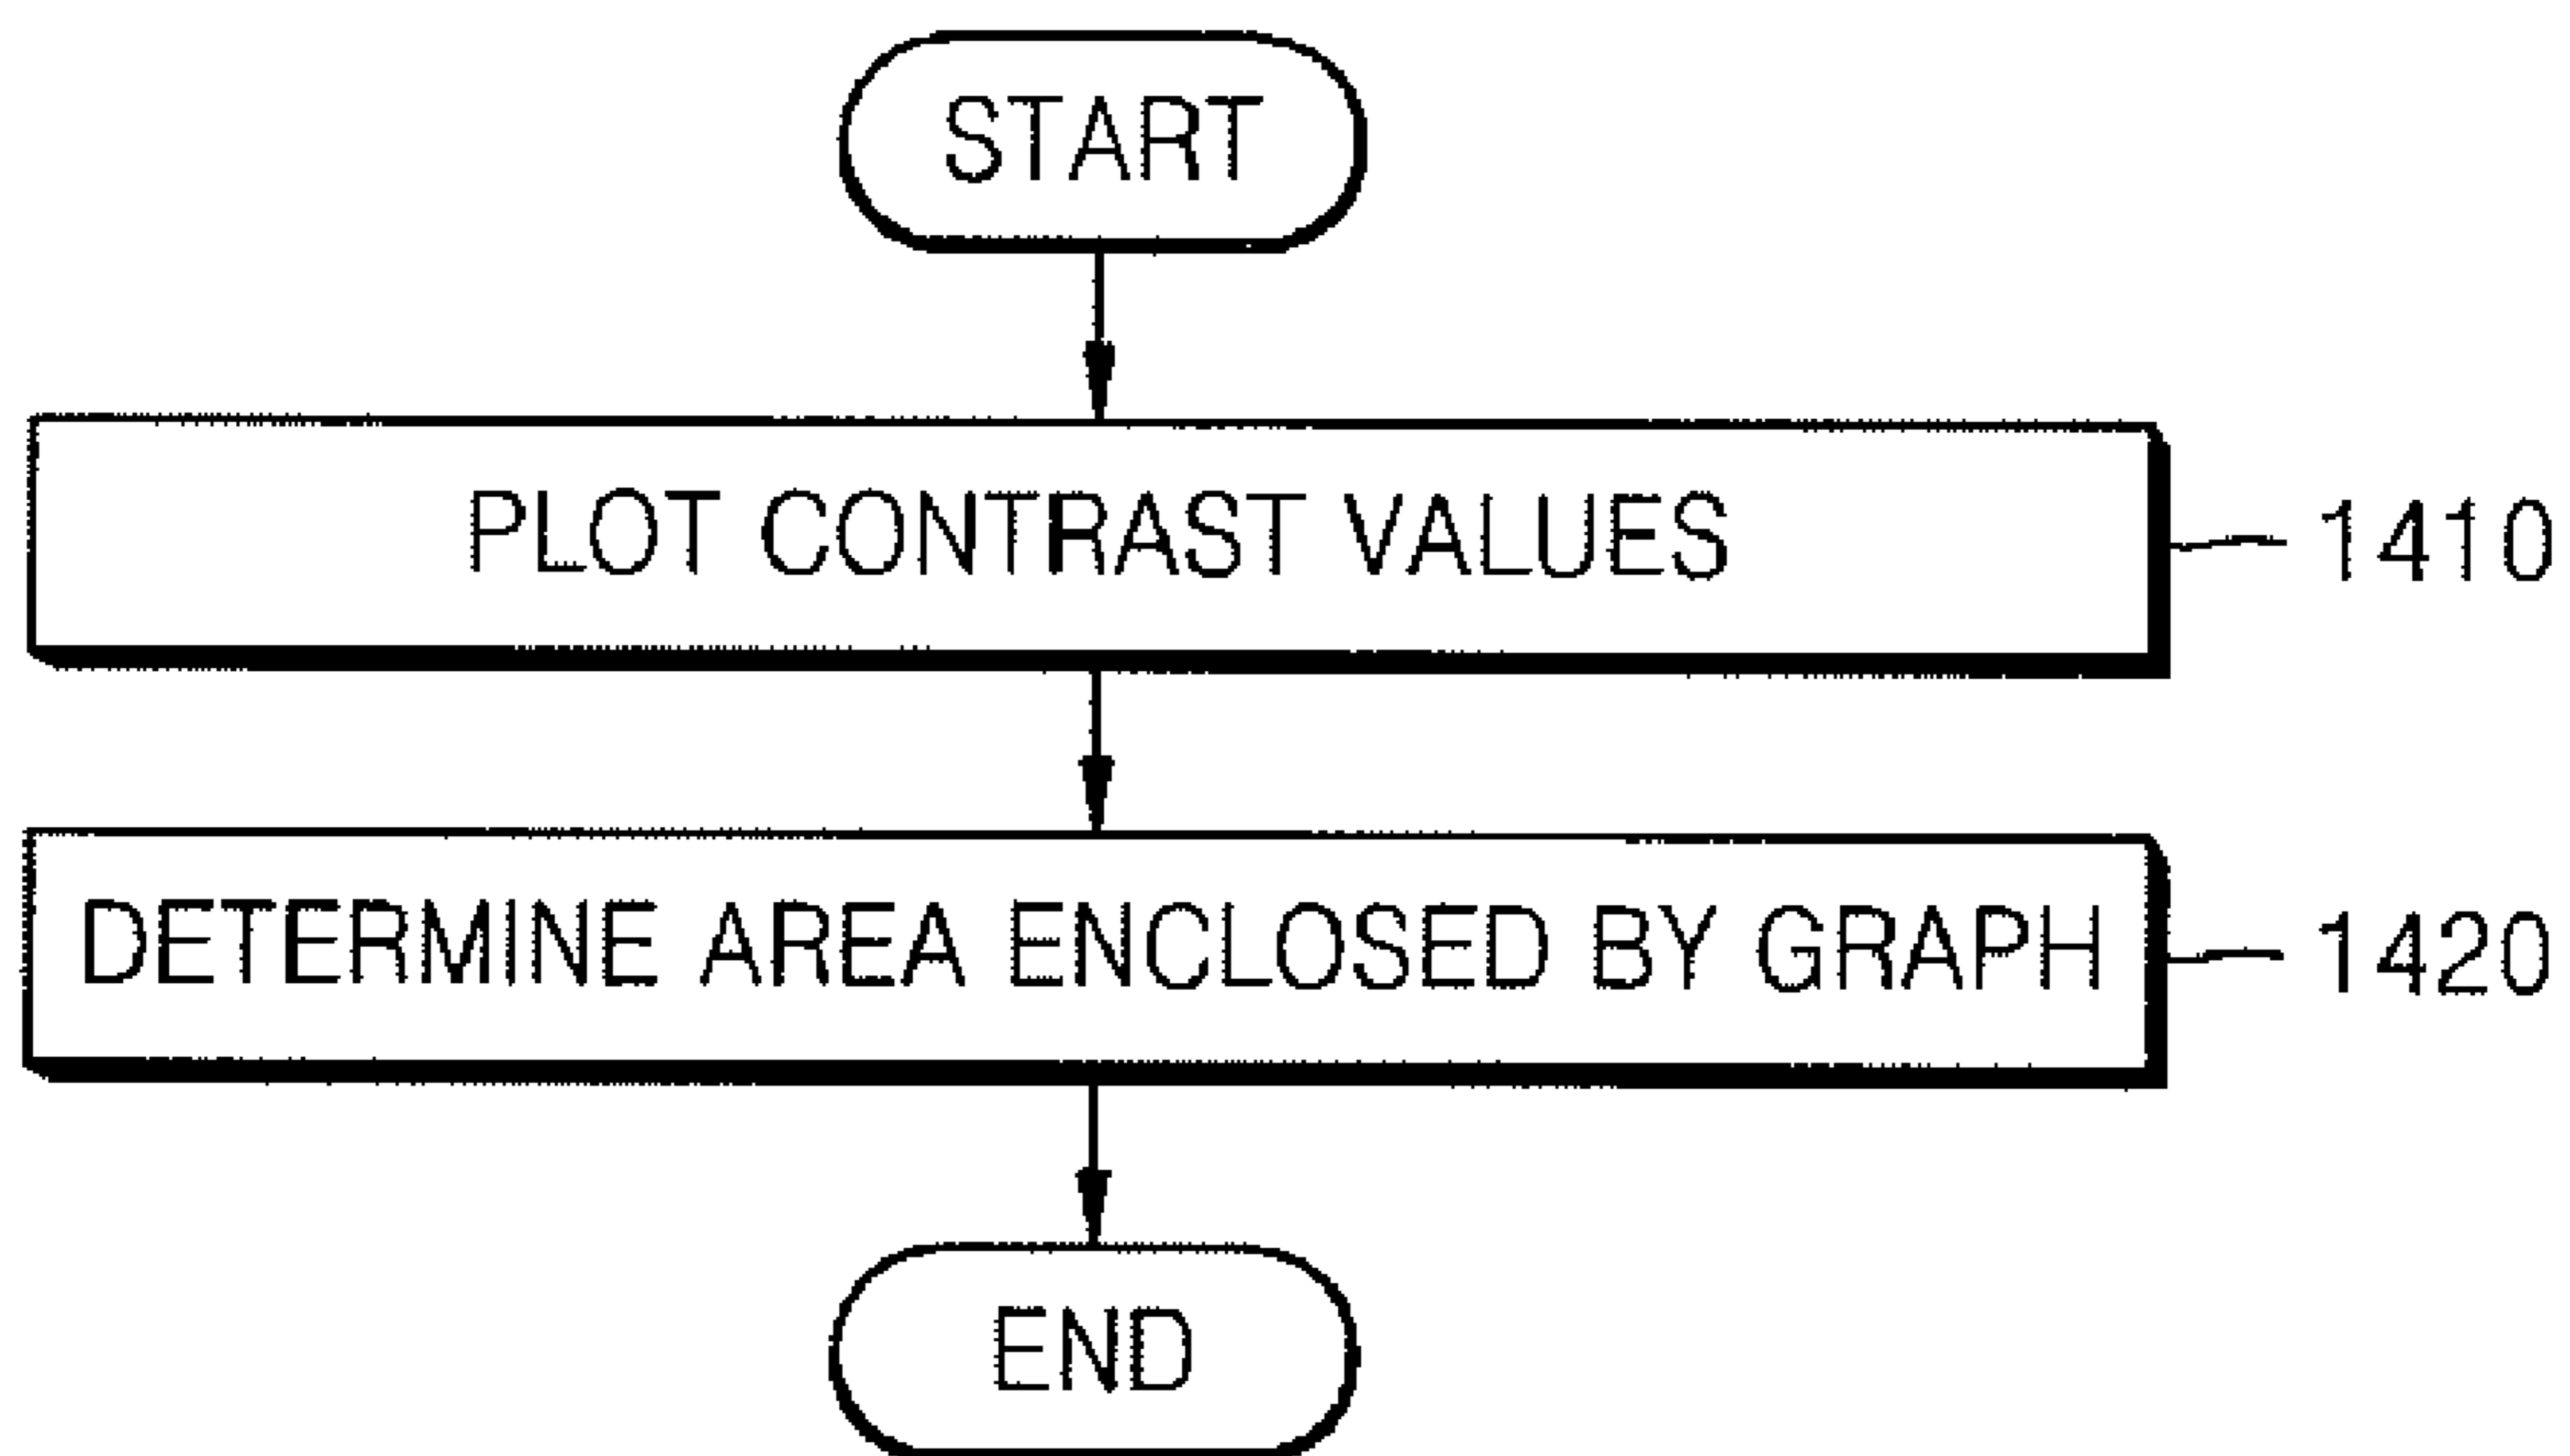 START
PLOT CONTRAST VALUES
1410
DETERMINE AREA ENCLOSED BY GRAPH
1420
END